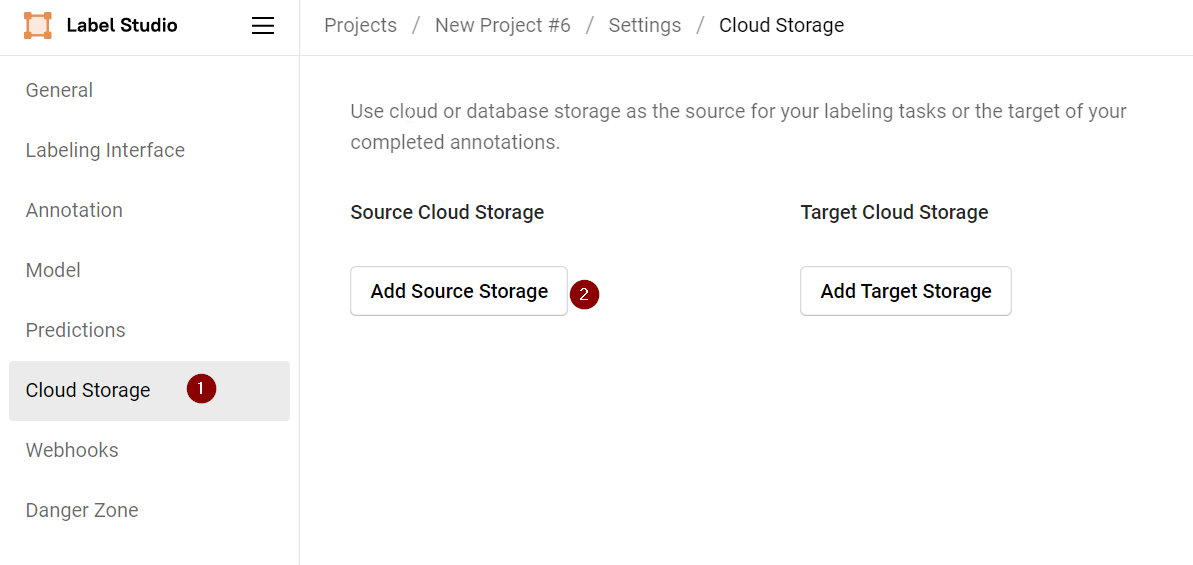 Label Studio
Projects / New Project #6 / Settings / Cloud Storage
General
Labeling Interface
Annotation
Model
Predictions
Cloud Storage 1
Webhooks
Danger Zone
Use cloud or database storage as the source for your labeling tasks or the target of your
completed annotations.
Source Cloud Storage
Add Source Storage 2
Target Cloud Storage
Add Target Storage